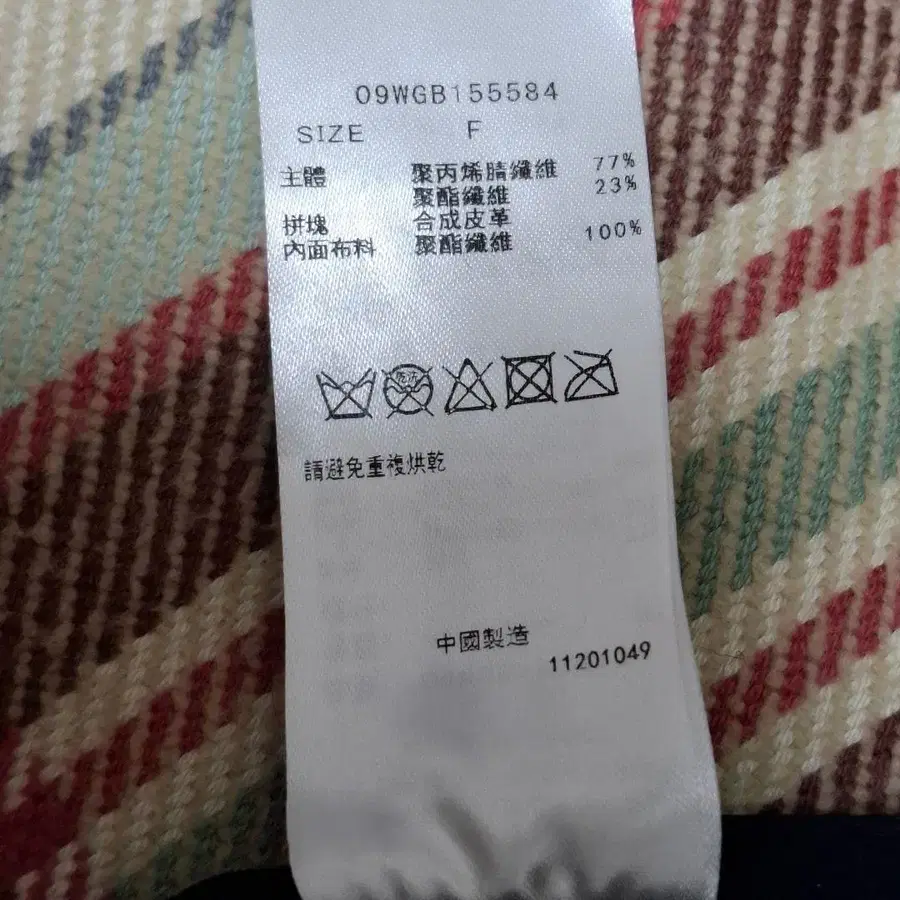 09WGB155584
SIZE F
主體 聚丙烯腈纖維 77%
聚酯纖維 23%
拼塊 合成皮革
內面布料 聚酯纖維 100%
請避免重複烘乾
中國製造
11201049